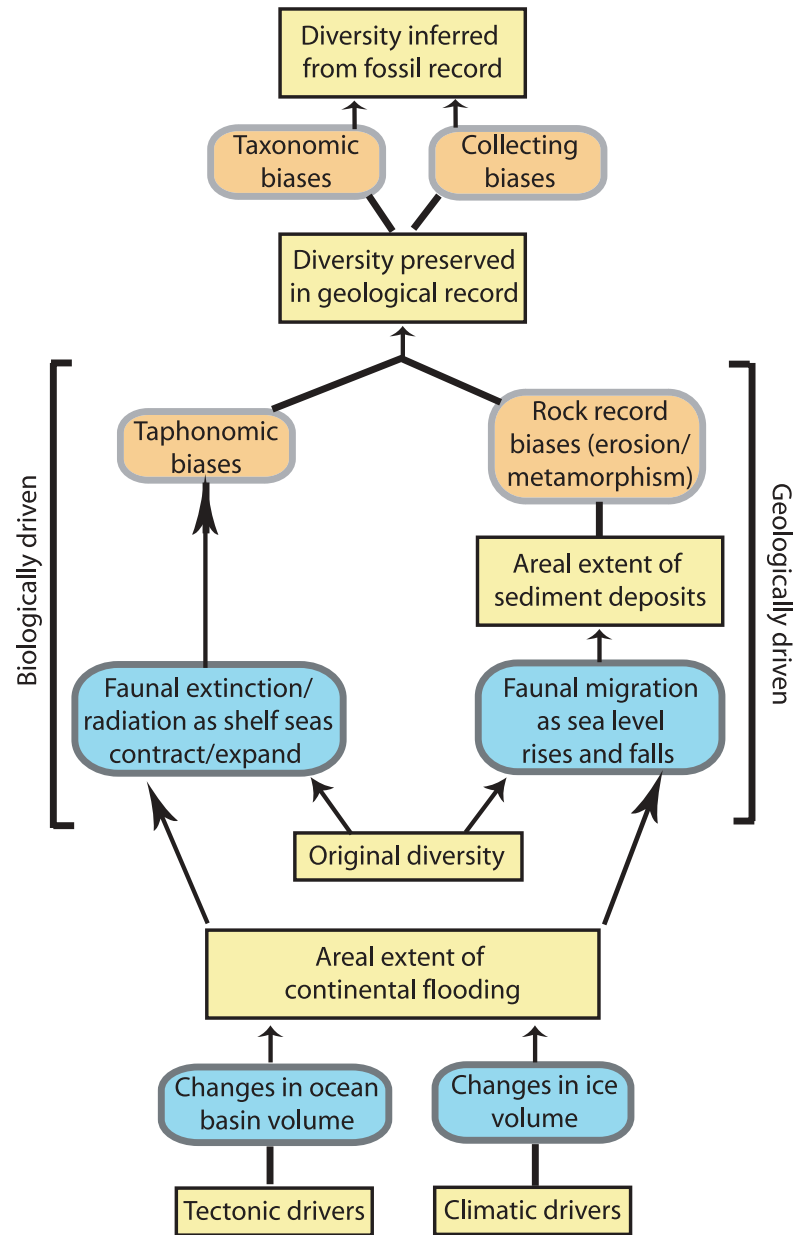 Diversity inferred
from fossil record
Taxonomic
biases
Collecting
biases
Diversity preserved
in geological record
Biologically driven
Taphonomic
biases
Rock record
biases (erosion/
metamorphism)
Geologically driven
Areal extent of
sediment deposits
Faunal extinction/
radiation as shelf seas
contract/expand
Faunal migration
as sea level
rises and falls
Original diversity
Areal extent of
continental flooding
Changes in ocean
basin volume
Changes in ice
volume
Tectonic drivers
Climatic drivers